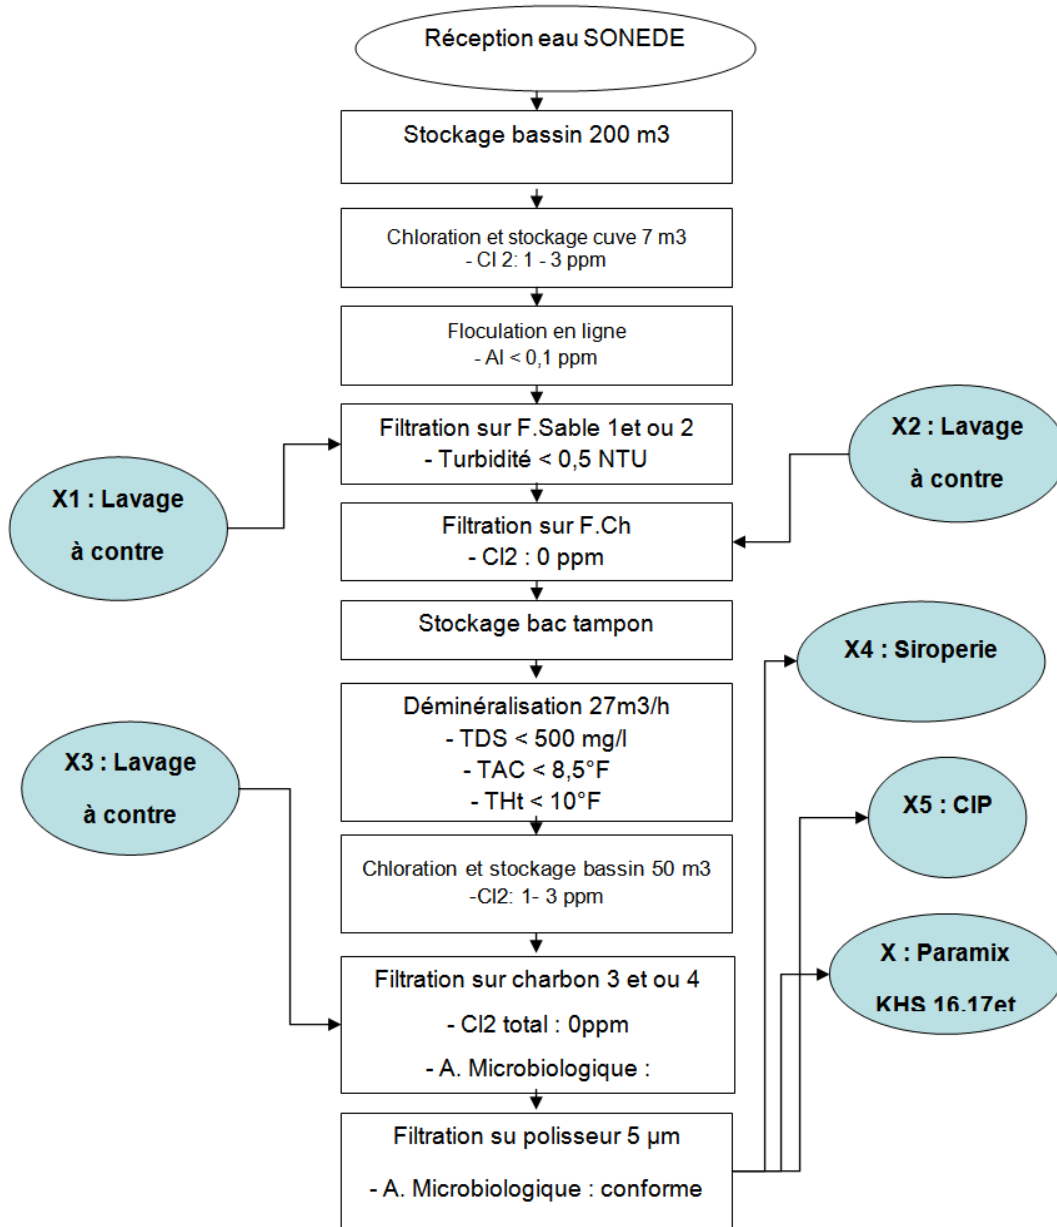 Réception eau SONEDE
Stockage bassin 200 m3
Chloration et stockage cuve 7 m3
- Cl 2: 1 - 3 ppm
Floculation en ligne
- Al < 0,1 ppm
Filtration sur F.Sable 1et ou 2
- Turbidité < 0,5 NTU
X2 : Lavage
à contre
X1 : Lavage
à contre
Filtration sur F.Ch
- Cl2 : 0 ppm
Stockage bac tampon
X4 : Siroperie
Déminéralisation 27m3/h
- TDS < 500 mg/l
- TAC < 8,5°F
- THt < 10°F
X3 : Lavage
à contre
X5 : CIP
Chloration et stockage bassin 50 m3
-Cl2: 1- 3 ppm
X : Paramix
KHS 16.17et
Filtration sur charbon 3 et ou 4
- Cl2 total : 0ppm
- A. Microbiologique :
Filtration su polisseur 5 µm
- A. Microbiologique : conforme